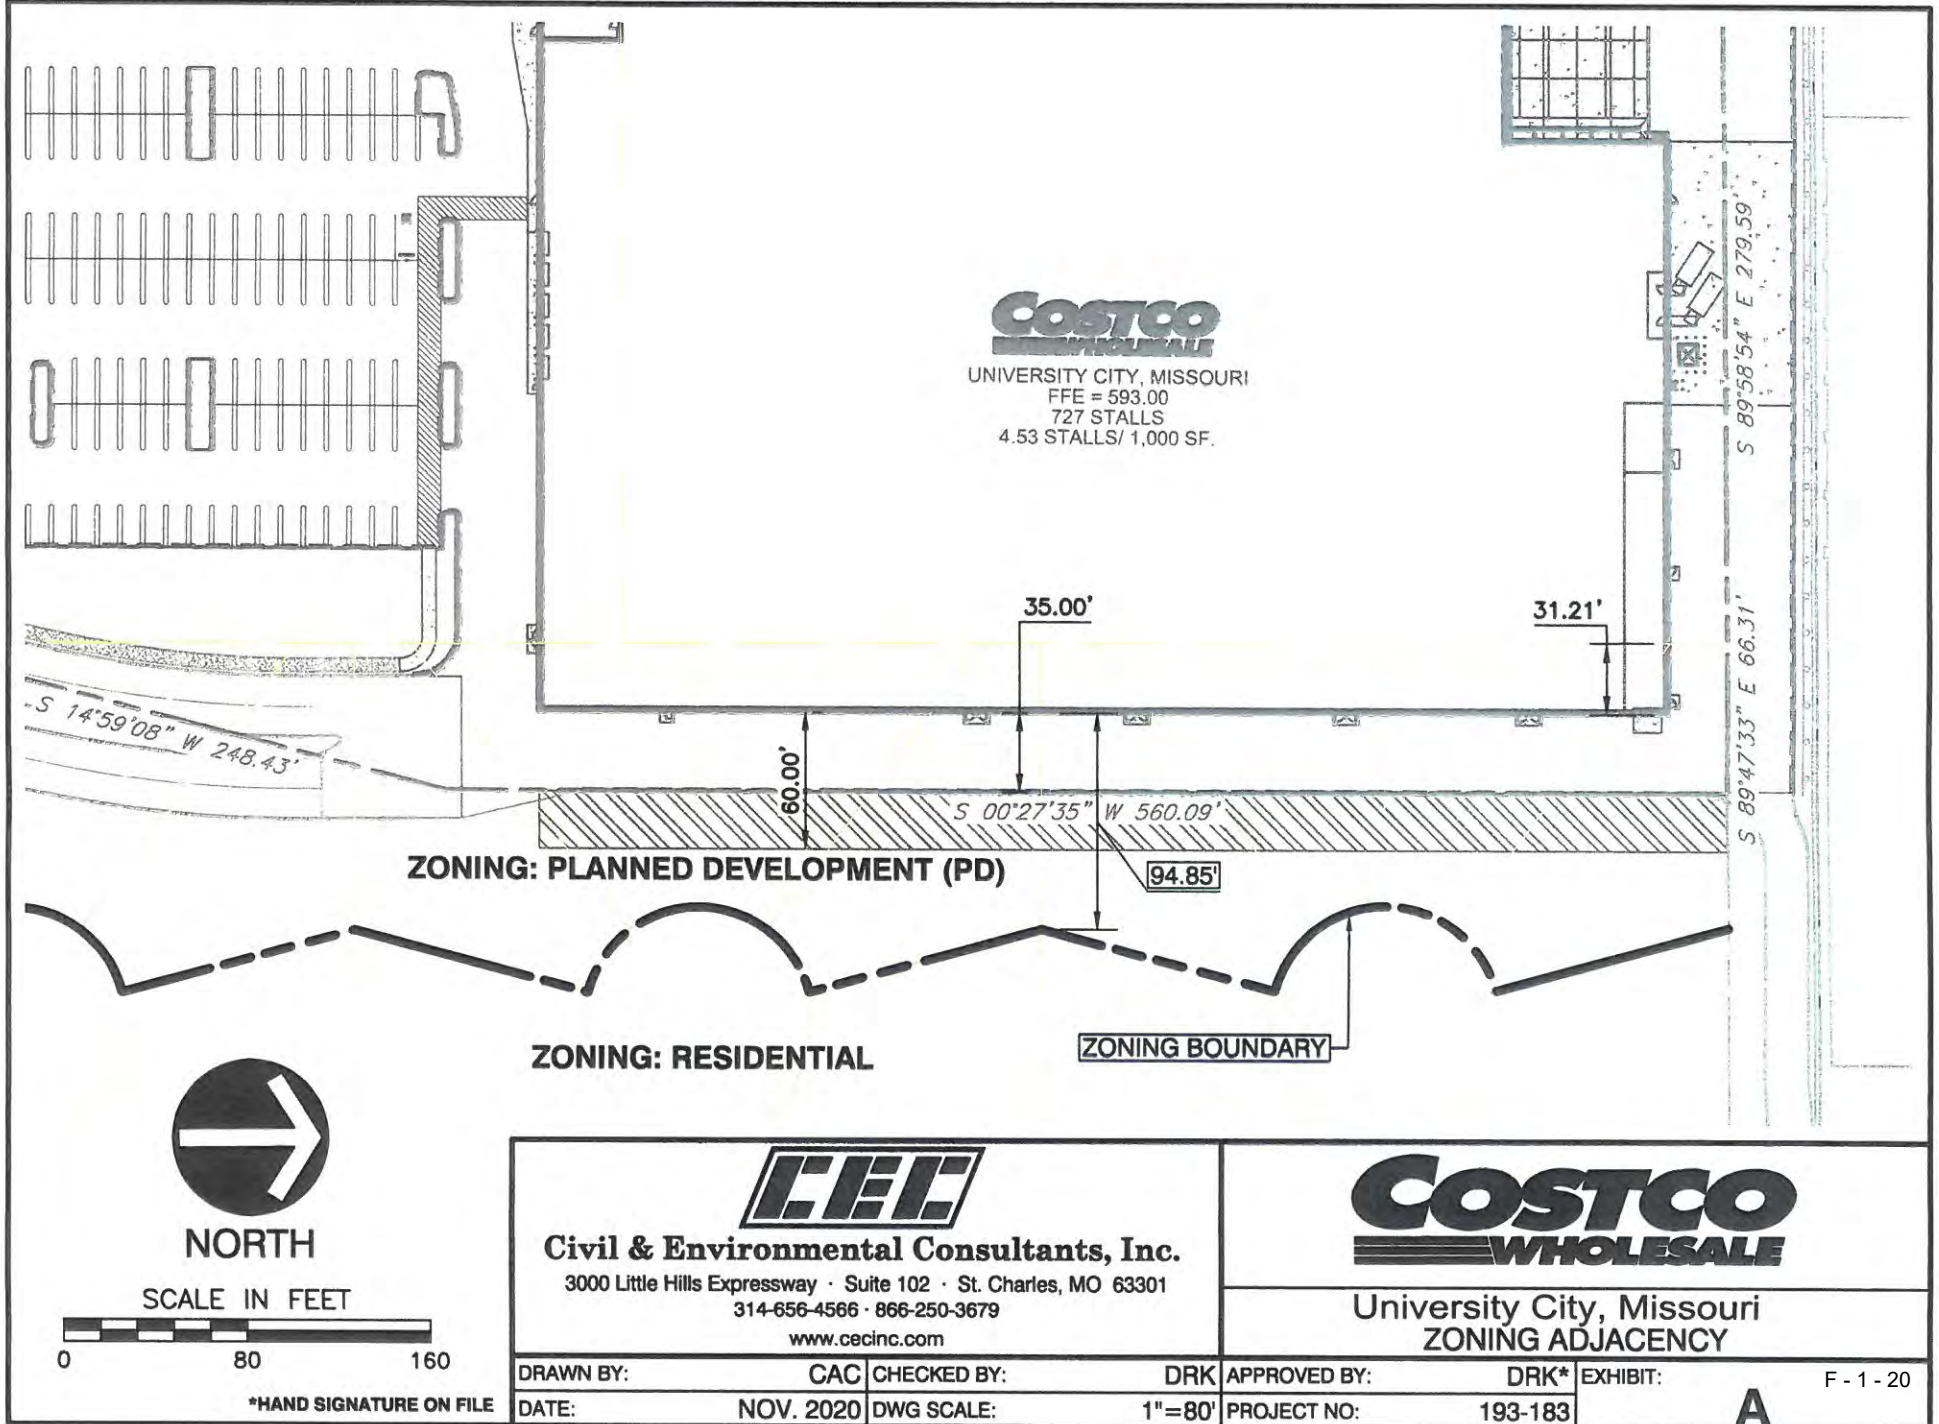 COSTCO
WHOLESALE
UNIVERSITY CITY, MISSOURI
FFE = 593.00
727 STALLS
4.53 STALLS/ 1,000 SF.
S 89°58'54" E 279.59'
35.00'
31.21'
S 89°47'33" E 66.31'
S 14°59'08" W 248.43'
60.00'
S 00°27'35" W 560.09'
ZONING: PLANNED DEVELOPMENT (PD)
94.85'
ZONING: RESIDENTIAL
ZONING BOUNDARY
NORTH
SCALE IN FEET
0 80 160
*HAND SIGNATURE ON FILE
CEC
Civil & Environmental Consultants, Inc.
3000 Little Hills Expressway · Suite 102 · St. Charles, MO 63301
314-656-4566 · 866-250-3679
www.cecinc.com
COSTCO
WHOLESALE
University City, Missouri
ZONING ADJACENCY
DRAWN BY: CAC CHECKED BY: DRK APPROVED BY: DRK* EXHIBIT: F - 1 - 20
DATE: NOV. 2020 DWG SCALE: 1"=80' PROJECT NO: 193-183 A